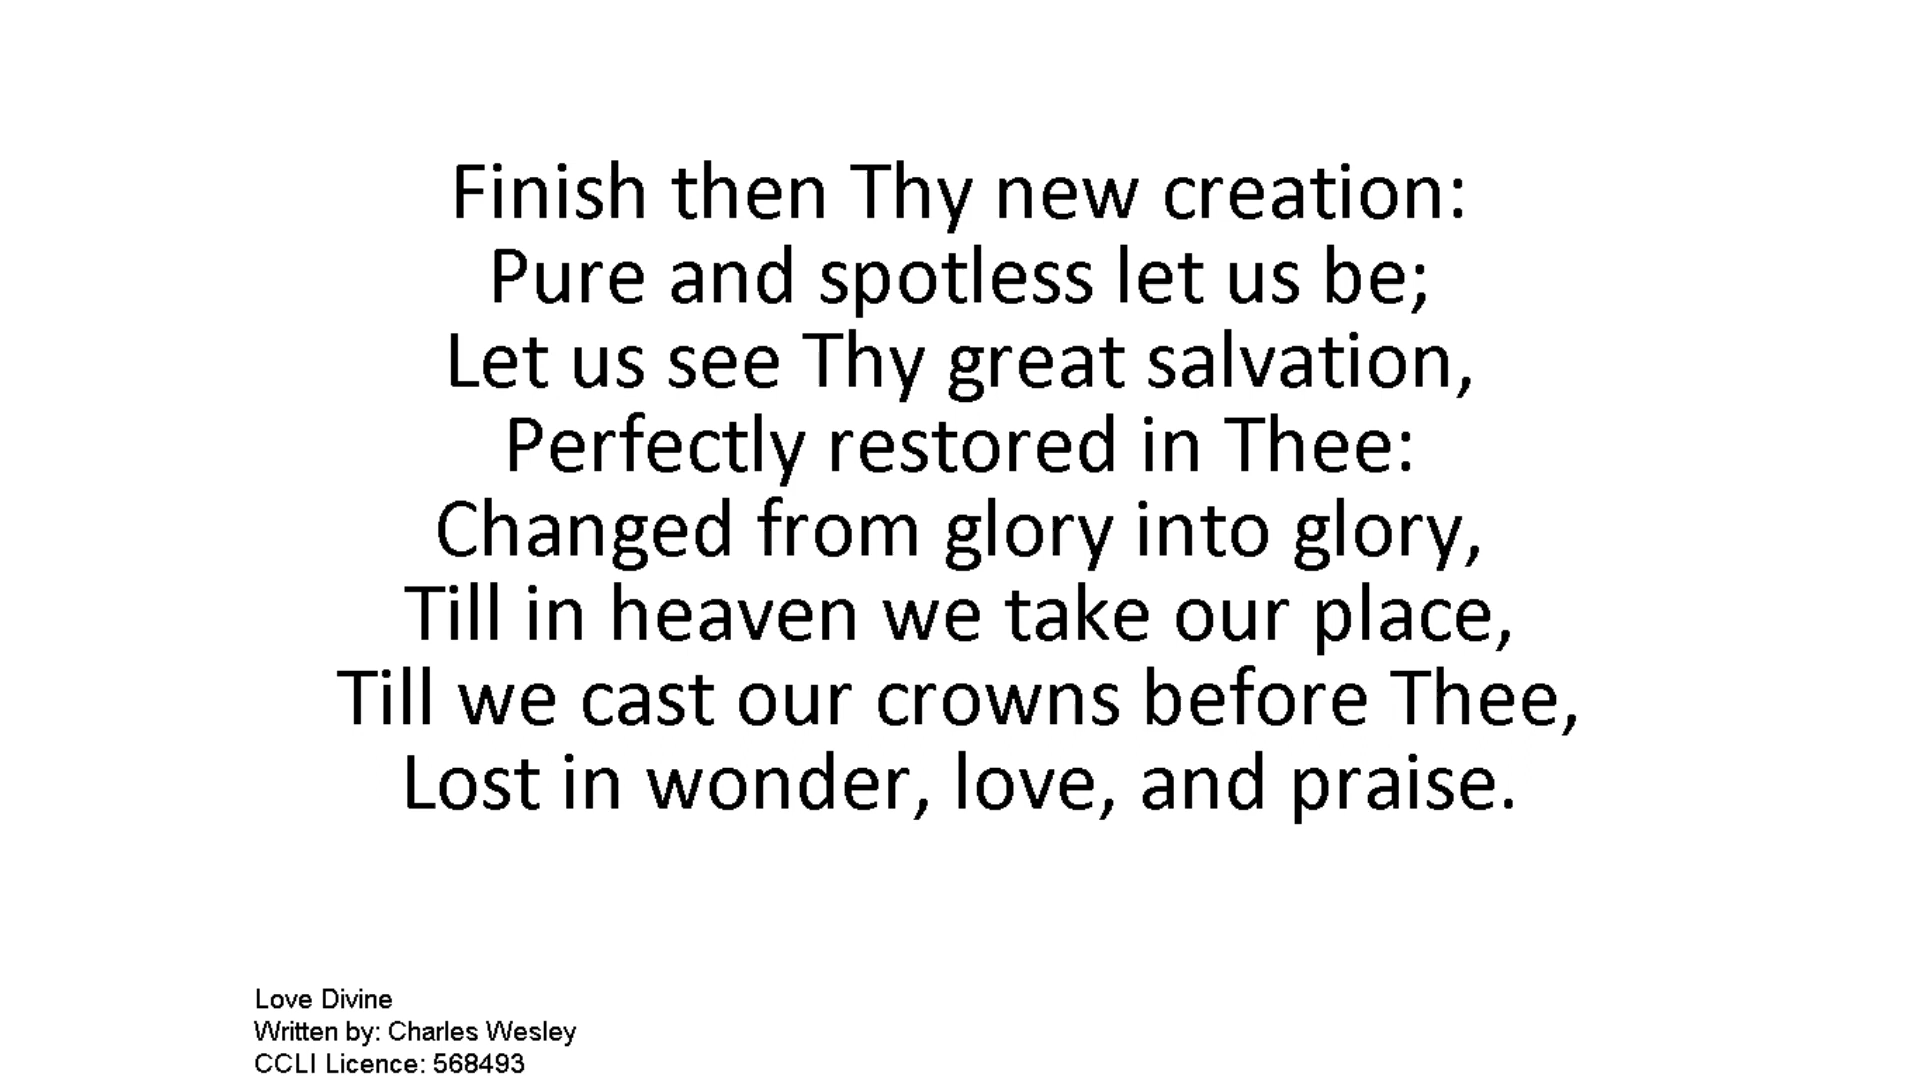 Finish then Thy new creation:
Pure and spotless let us be;
Let us see Thy great salvation,
Perfectly restored in Thee:
Changed from glory into glory,
Till in heaven we take our place,
Till we cast our crowns before Thee,
Lost in wonder, love, and praise.
Love Divine
Written by: Charles Wesley
CCLI Licence: 568493